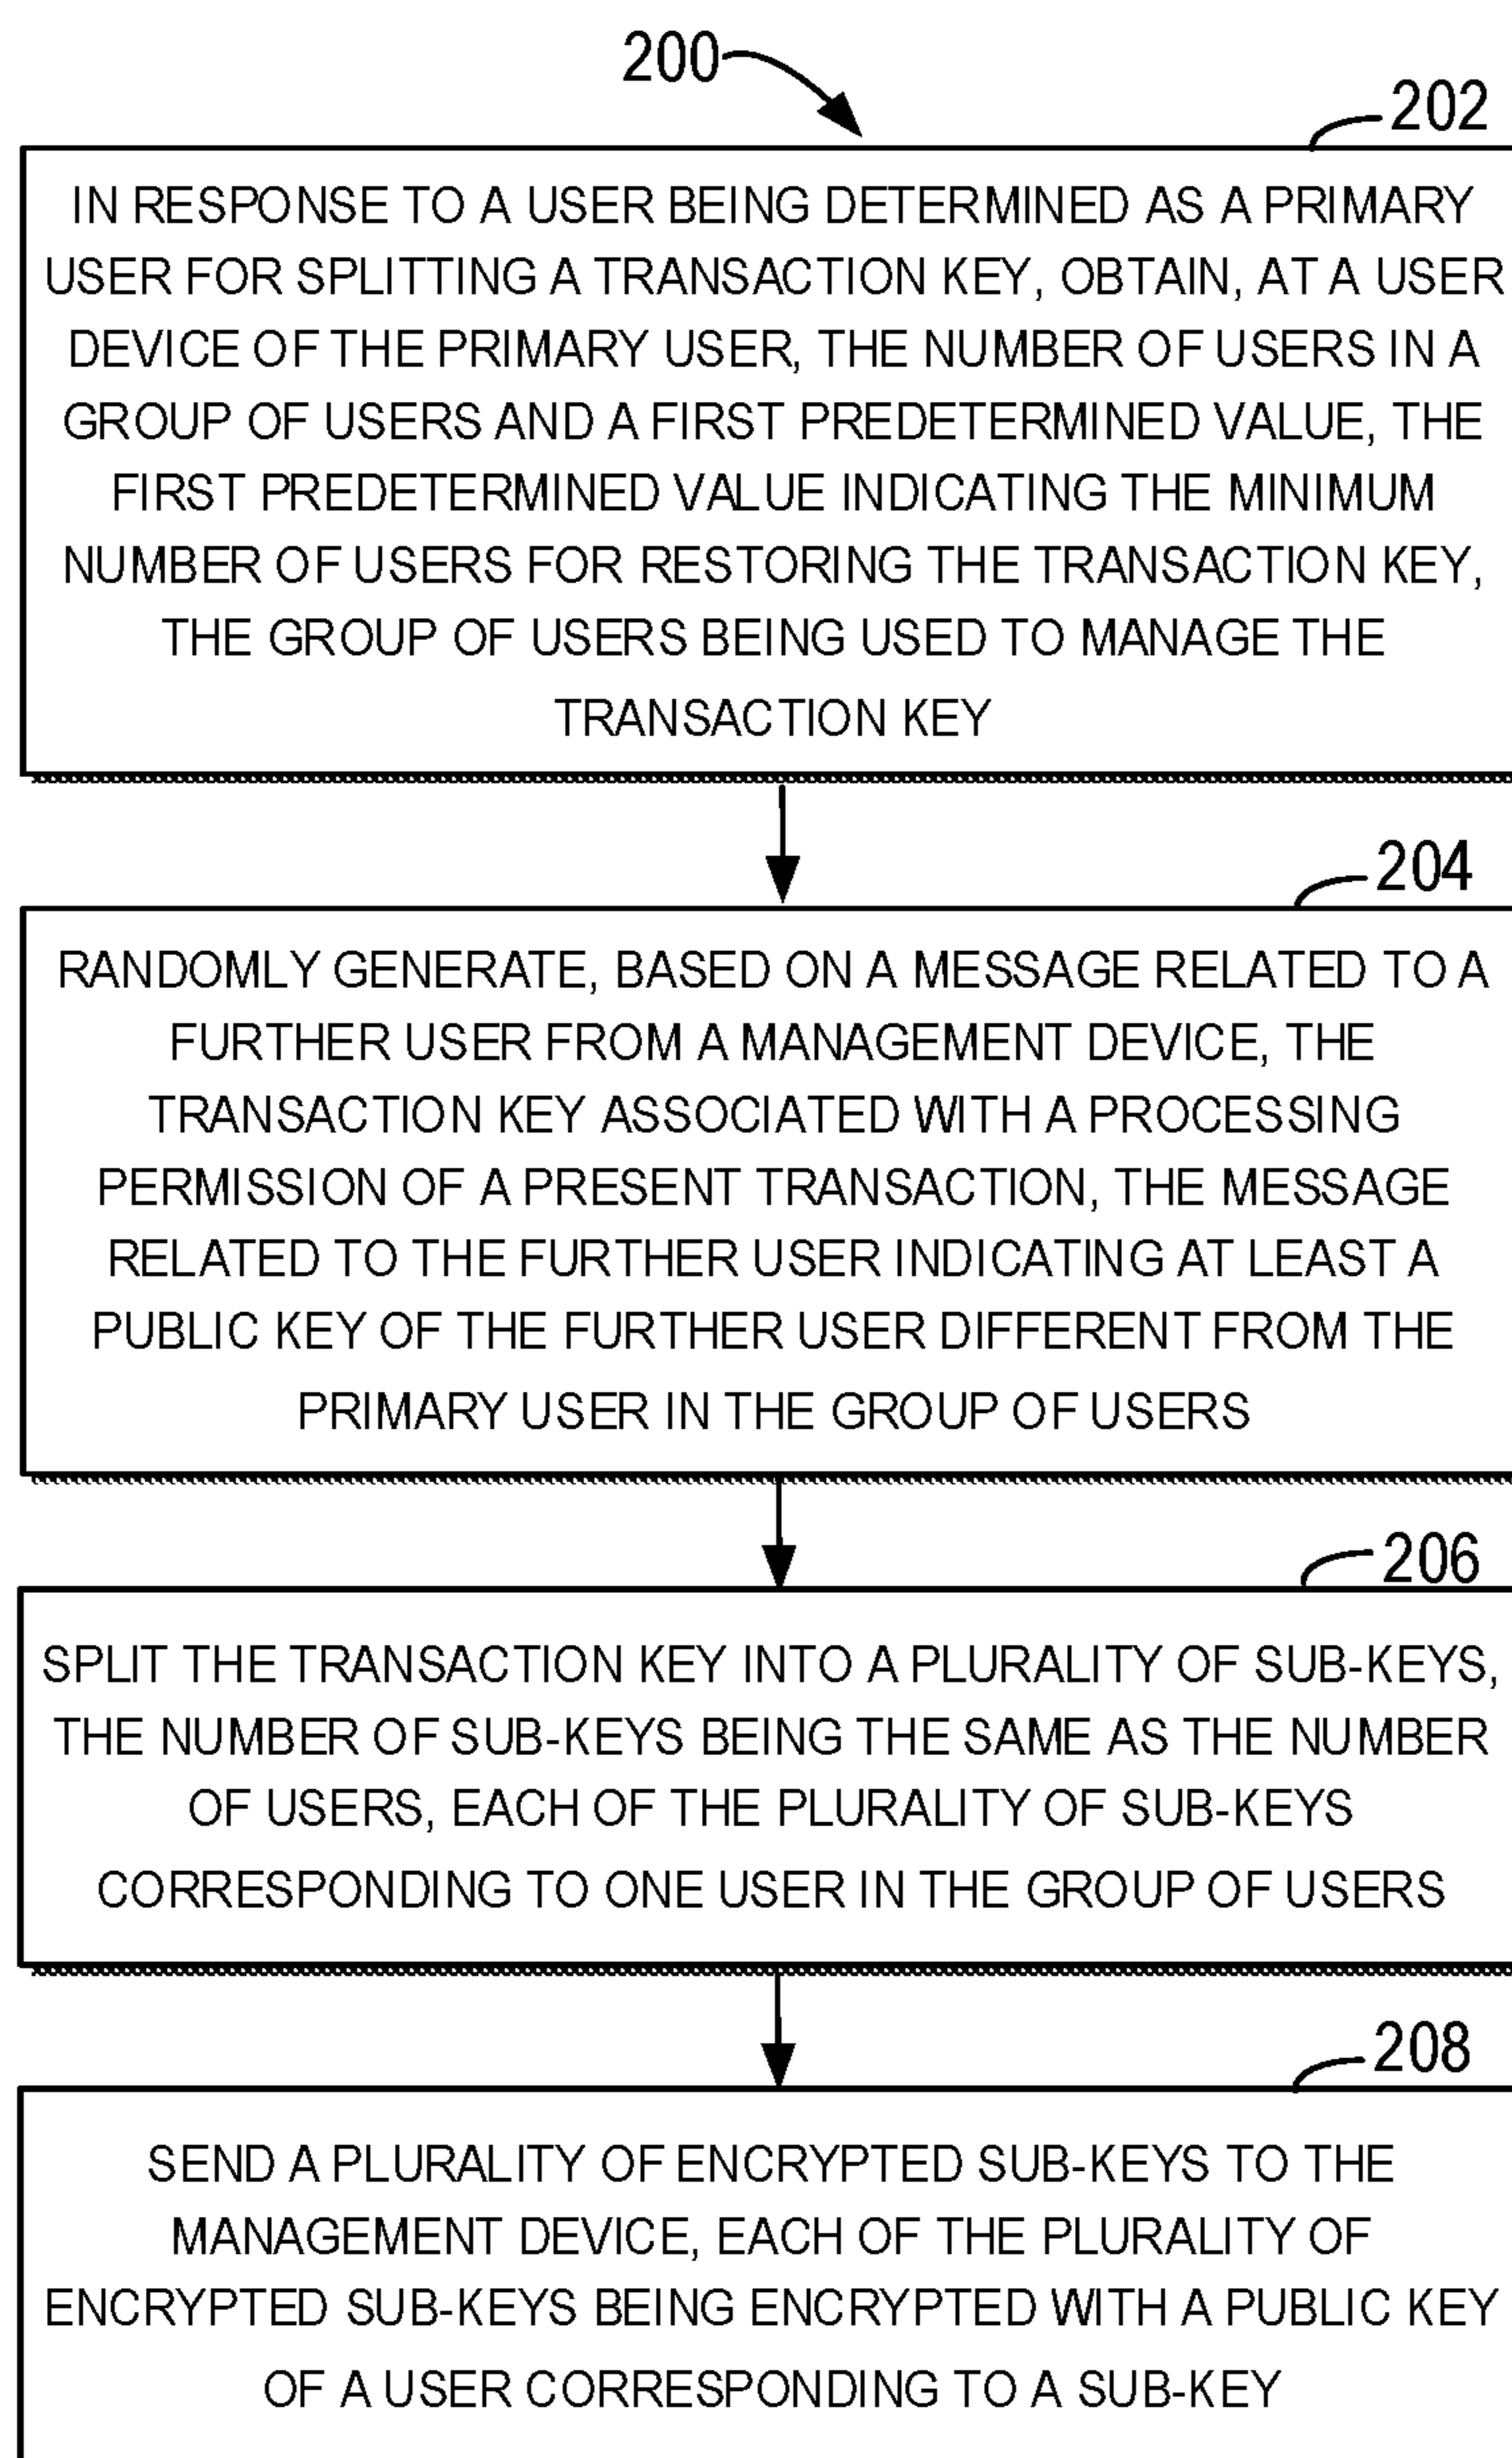 200
202
IN RESPONSE TO A USER BEING DETERMINED AS A PRIMARY
USER FOR SPLITTING A TRANSACTION KEY, OBTAIN, AT A USER
DEVICE OF THE PRIMARY USER, THE NUMBER OF USERS IN A
GROUP OF USERS AND A FIRST PREDETERMINED VALUE, THE
FIRST PREDETERMINED VALUE INDICATING THE MINIMUM
NUMBER OF USERS FOR RESTORING THE TRANSACTION KEY,
THE GROUP OF USERS BEING USED TO MANAGE THE
TRANSACTION KEY
204
RANDOMLY GENERATE, BASED ON A MESSAGE RELATED TO A
FURTHER USER FROM A MANAGEMENT DEVICE, THE
TRANSACTION KEY ASSOCIATED WITH A PROCESSING
PERMISSION OF A PRESENT TRANSACTION, THE MESSAGE
RELATED TO THE FURTHER USER INDICATING AT LEAST A
PUBLIC KEY OF THE FURTHER USER DIFFERENT FROM THE
PRIMARY USER IN THE GROUP OF USERS
206
SPLIT THE TRANSACTION KEY INTO A PLURALITY OF SUB-KEYS,
THE NUMBER OF SUB-KEYS BEING THE SAME AS THE NUMBER
OF USERS, EACH OF THE PLURALITY OF SUB-KEYS
CORRESPONDING TO ONE USER IN THE GROUP OF USERS
208
SEND A PLURALITY OF ENCRYPTED SUB-KEYS TO THE
MANAGEMENT DEVICE, EACH OF THE PLURALITY OF
ENCRYPTED SUB-KEYS BEING ENCRYPTED WITH A PUBLIC KEY
OF A USER CORRESPONDING TO A SUB-KEY